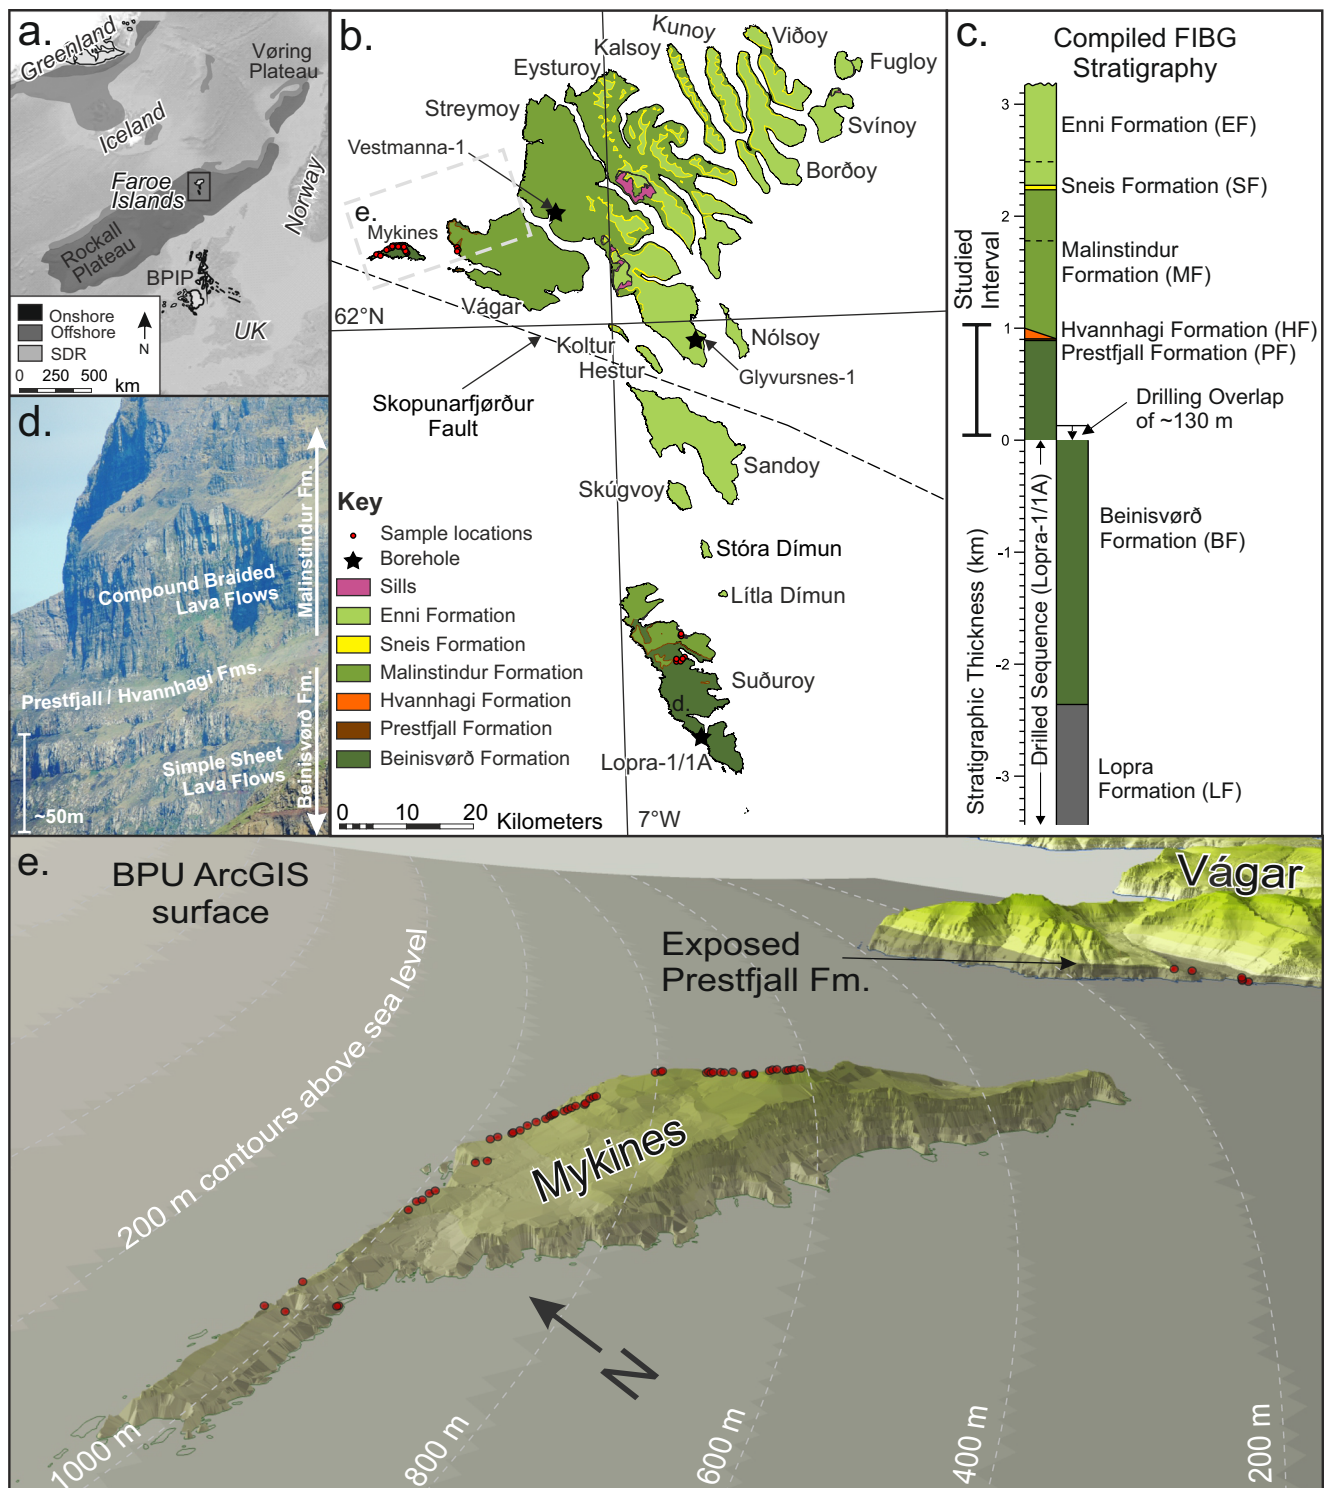 a.
Greenland
Vøring
Plateau
Iceland
Faroe
Islands
Norway
Rockall
Plateau
BPIP
UK
Onshore
Offshore
SDR
N
0 250 500
km
b.
Kunoy
Viðoy
Kalsoy
Fugloy
Eysturoy
Streymoy
Svínoy
Vestmanna-1
Borðoy
e.
Mykines
Vágar
62°N
Nólsoy
Koltur
Hestur
Glyvursnes-1
Skopunarfjørður
Fault
Sandoy
Skúgvoy
Stóra Dímun
Lítla Dímun
Suðuroy
d.
Lopra-1/1A
7°W
Key
Sample locations
Borehole
Sills
Enni Formation
Sneis Formation
Malinstindur Formation
Hvannhagi Formation
Prestfjall Formation
Beinisvørð Formation
0 10 20
Kilometers
c.
Compiled FIBG
Stratigraphy
3
2
1
0
-1
-2
-3
Enni Formation (EF)
Sneis Formation (SF)
Malinstindur
Formation (MF)
Hvannhagi Formation (HF)
Prestfjall Formation (PF)
Drilling Overlap
of ~130 m
Beinisvørð
Formation (BF)
Lopra
Formation (LF)
Studied
Interval
Stratigraphic Thickness (km)
Drilled Sequence (Lopra-1/1A)
d.
Malinstindur Fm.
Compound Braided
Lava Flows
Prestfjall / Hvannhagi Fms.
Beinisvørð Fm.
Simple Sheet
Lava Flows
~50m
e.
BPU ArcGIS
surface
Vágar
Exposed
Prestfjall Fm.
200 m contours above sea level
Mykines
N
1000 m
800 m
600 m
400 m
200 m